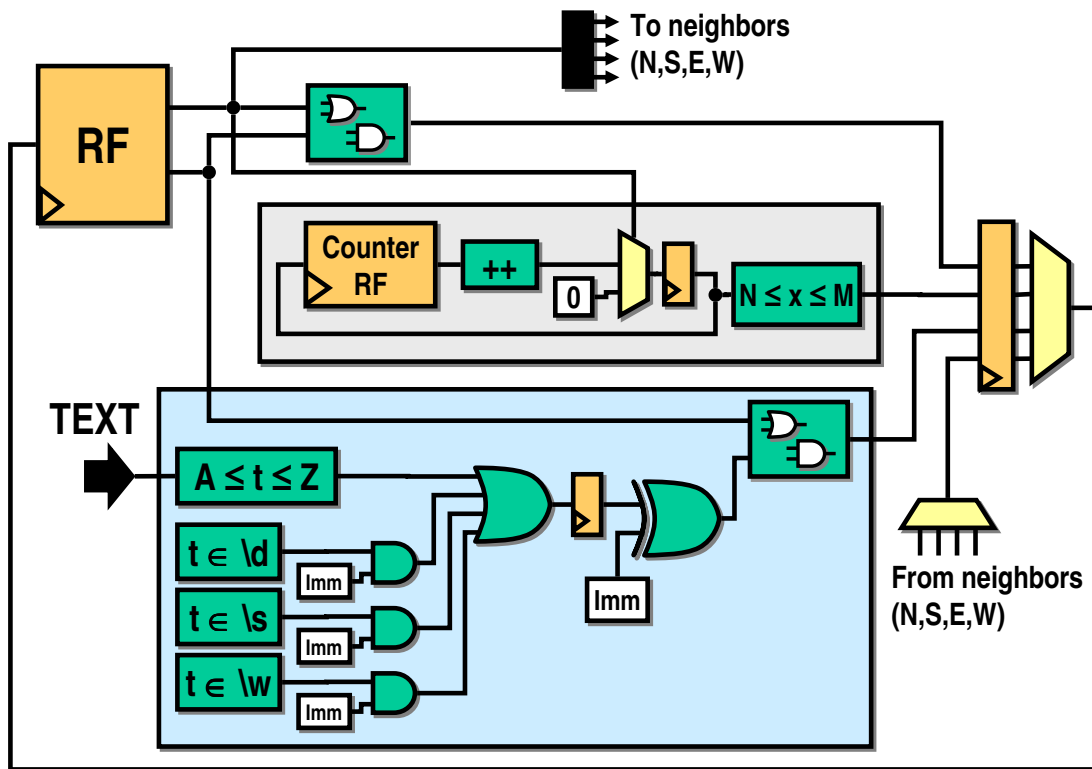 To neighbors
(N,S,E,W)
RF
Counter
RF
++
0
N ≤ x ≤ M
TEXT
A ≤ t ≤ Z
t ∈ \d
Imm
t ∈ \s
Imm
t ∈ \w
Imm
Imm
From neighbors
(N,S,E,W)